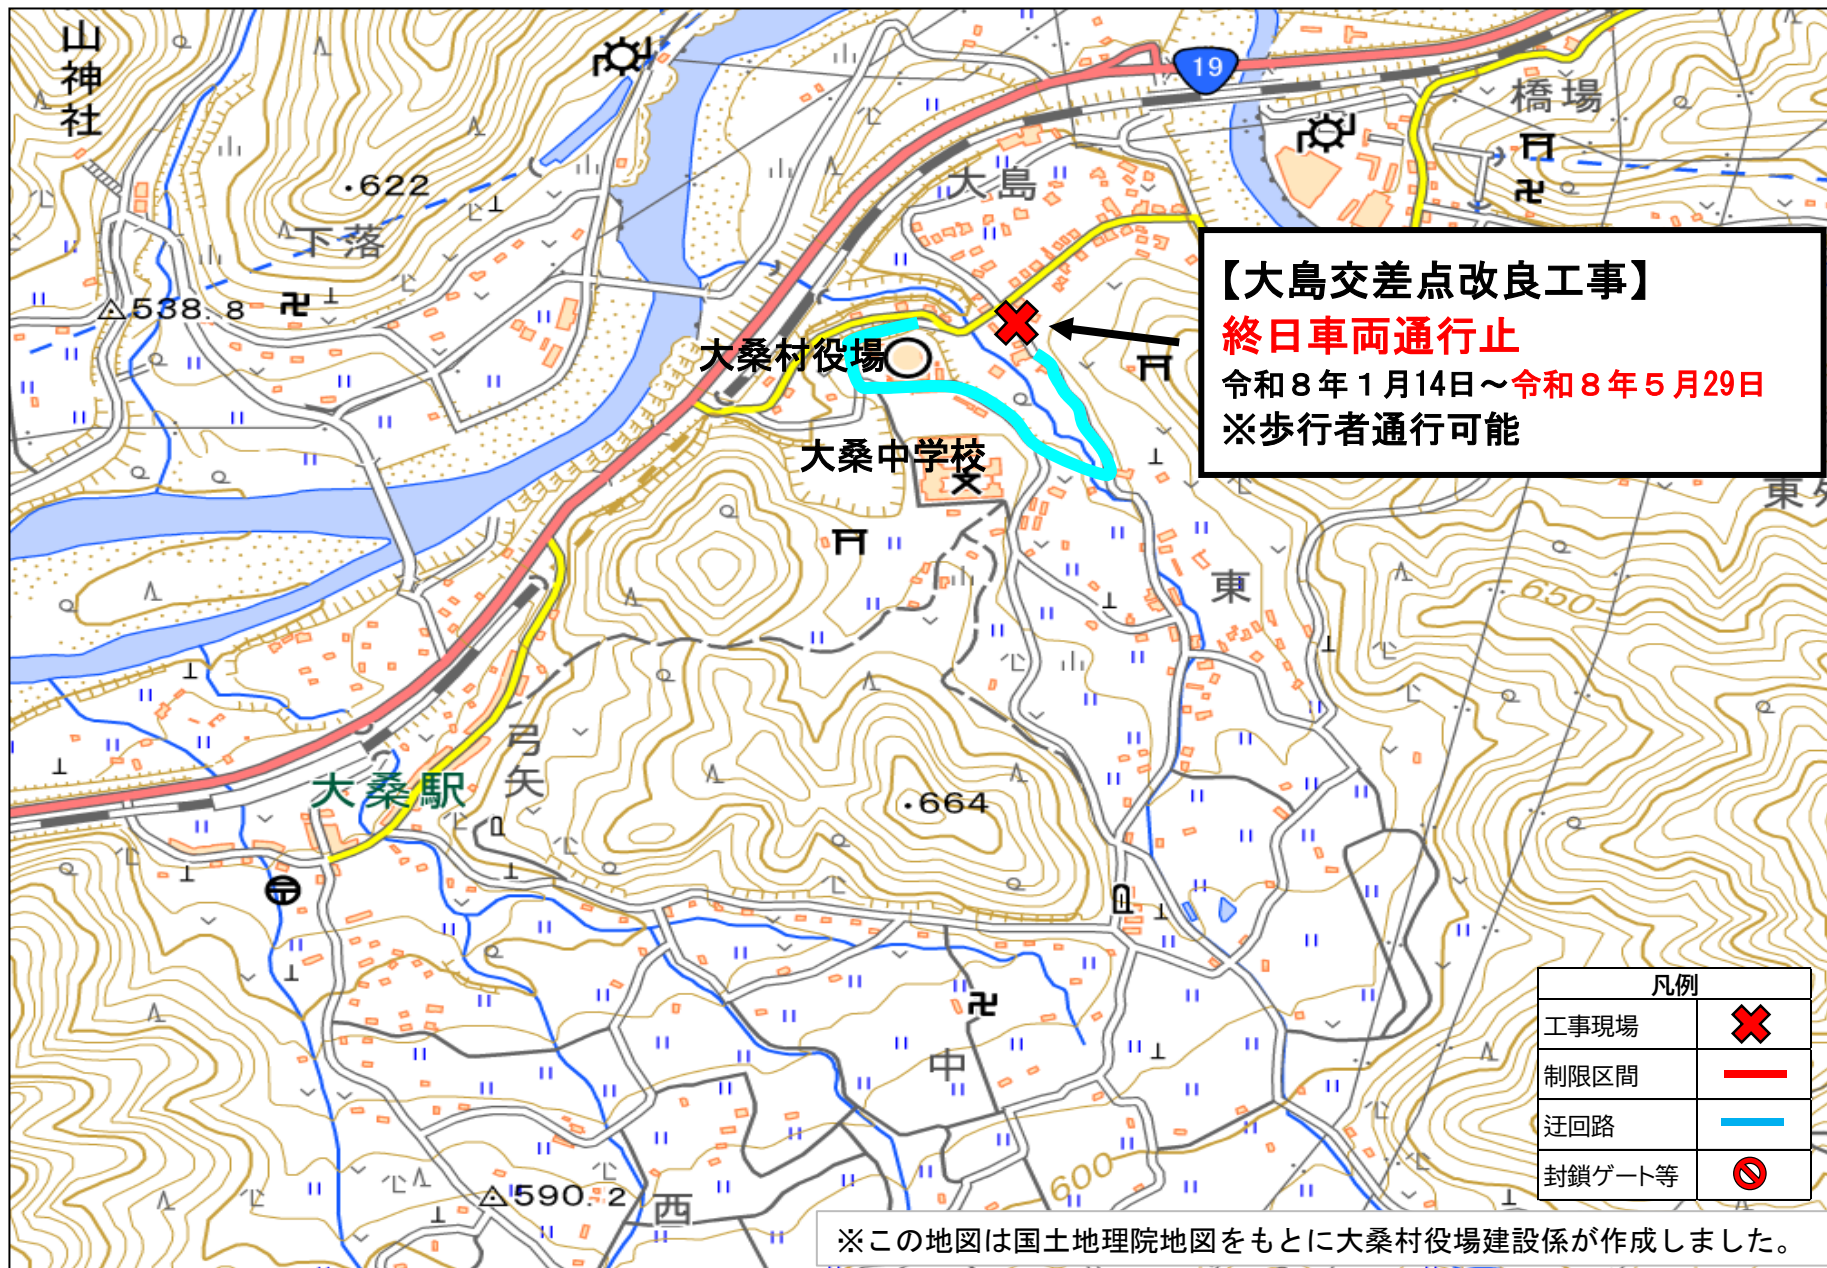 山神社
19
橋場
大島
・622
下落
538.8
【大島交差点改良工事】
終日車両通行止
令和８年１月14日～令和８年５月29日
※歩行者通行可能
大桑村役場
大桑中学校
東
650
東
弓矢
大桑駅
・664
中
凡例
工事現場
制限区間
迂回路
封鎖ゲート等
600
590.2
西
※この地図は国土地理院地図をもとに大桑村役場建設係が作成しました。